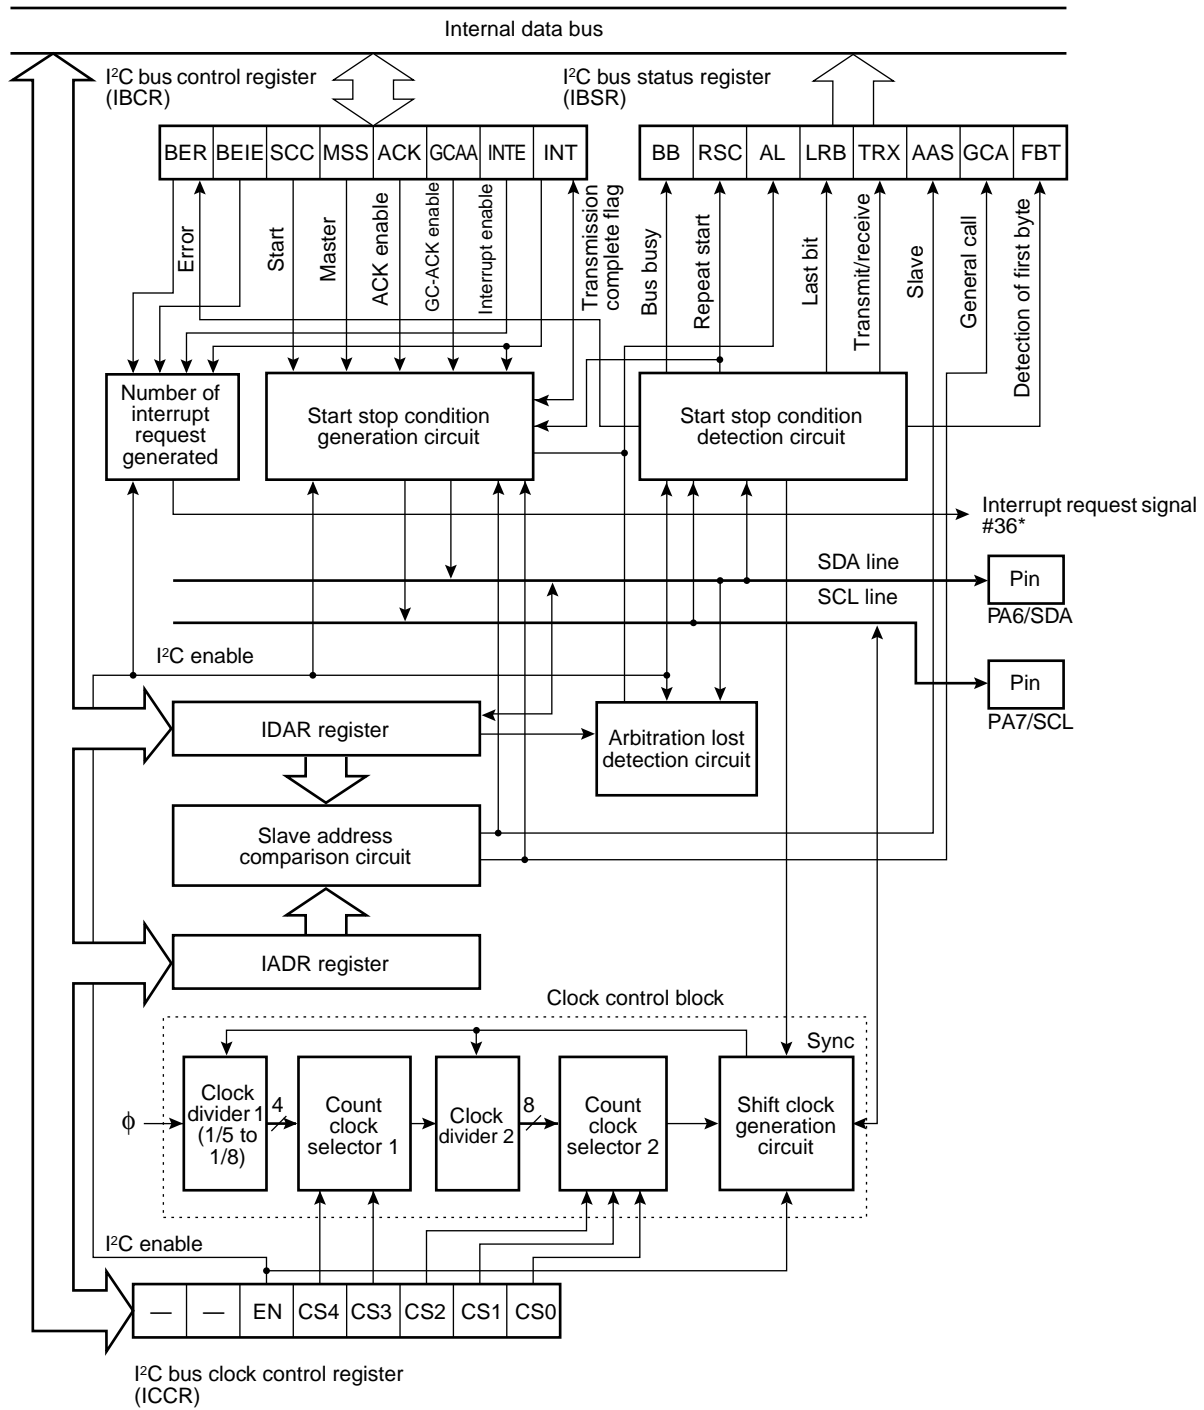 Internal data bus
I²C bus control register
(IBCR)
I²C bus status register
(IBSR)
BER BEIE SCC MSS ACK GCAA INTE INT
BB RSC AL LRB TRX AAS GCA FBT
Error
Start
Master
ACK enable
GC-ACK enable
Interrupt enable
Transmission
complete flag
Bus busy
Repeat start
Last bit
Transmit/receive
Slave
General call
Detection of first byte
Number of
interrupt
request
generated
Start stop condition
generation circuit
Start stop condition
detection circuit
Interrupt request signal
#36*
SDA line
Pin
PA6/SDA
SCL line
I²C enable
Pin
PA7/SCL
IDAR register
Arbitration lost
detection circuit
Slave address
comparison circuit
IADR register
Clock control block
Sync
ϕ
Clock
divider 1
(1/5 to
1/8)
4
Count
clock
selector 1
Clock
divider 2
8
Count
clock
selector 2
Shift clock
generation
circuit
I²C enable
— — EN CS4 CS3 CS2 CS1 CS0
I²C bus clock control register
(ICCR)